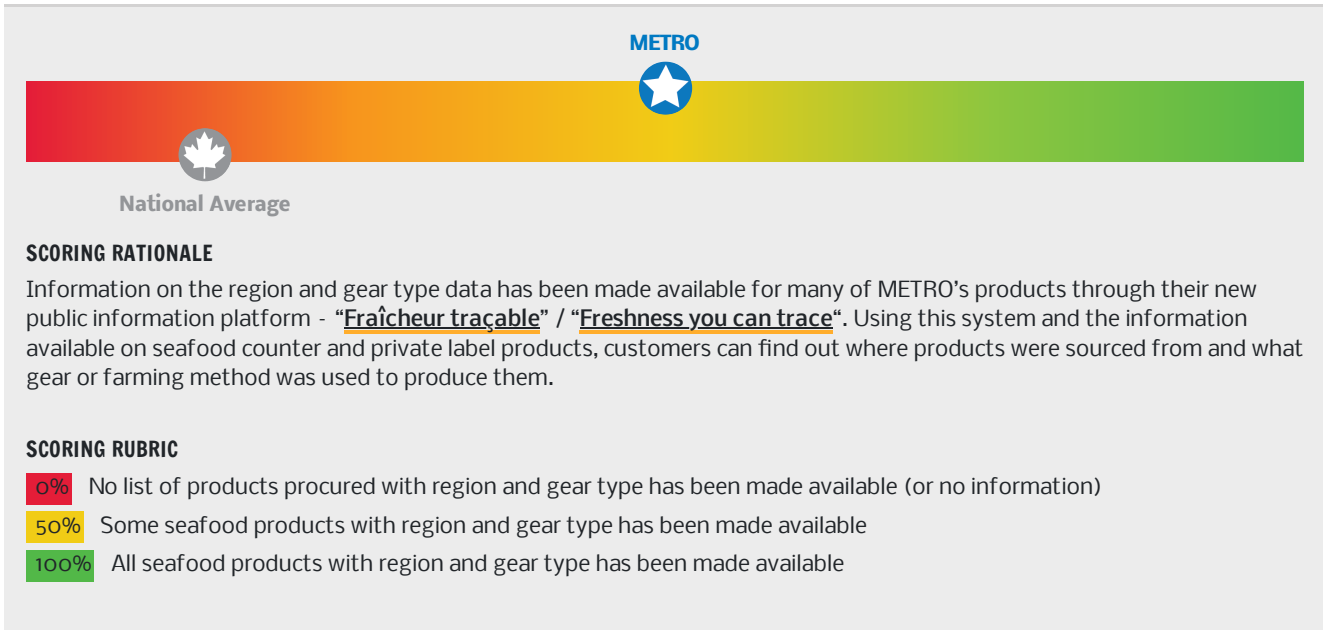 METRO
National Average
SCORING RATIONALE
Information on the region and gear type data has been made available for many of METRO’s products through their new
public information platform - “Fraîcheur traçable” / “Freshness you can trace“. Using this system and the information
available on seafood counter and private label products, customers can find out where products were sourced from and what
gear or farming method was used to produce them.
SCORING RUBRIC
0% No list of products procured with region and gear type has been made available (or no information)
50% Some seafood products with region and gear type has been made available
100% All seafood products with region and gear type has been made available